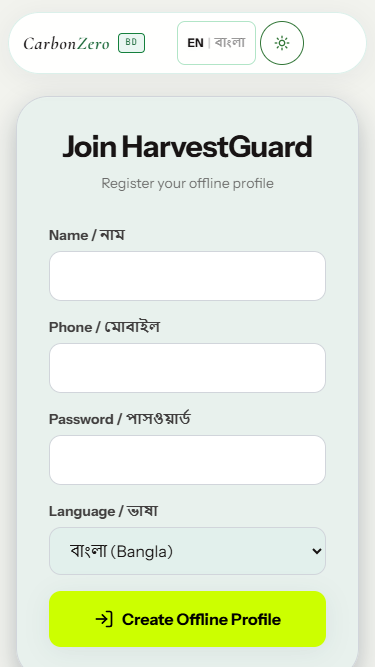 CarbonZero BD EN | বাংলা
Join HarvestGuard
Register your offline profile
Name / নাম
Phone / মোবাইল
Password / পাসওয়ার্ড
Language / ভাষা
বাংলা (Bangla)
Create Offline Profile